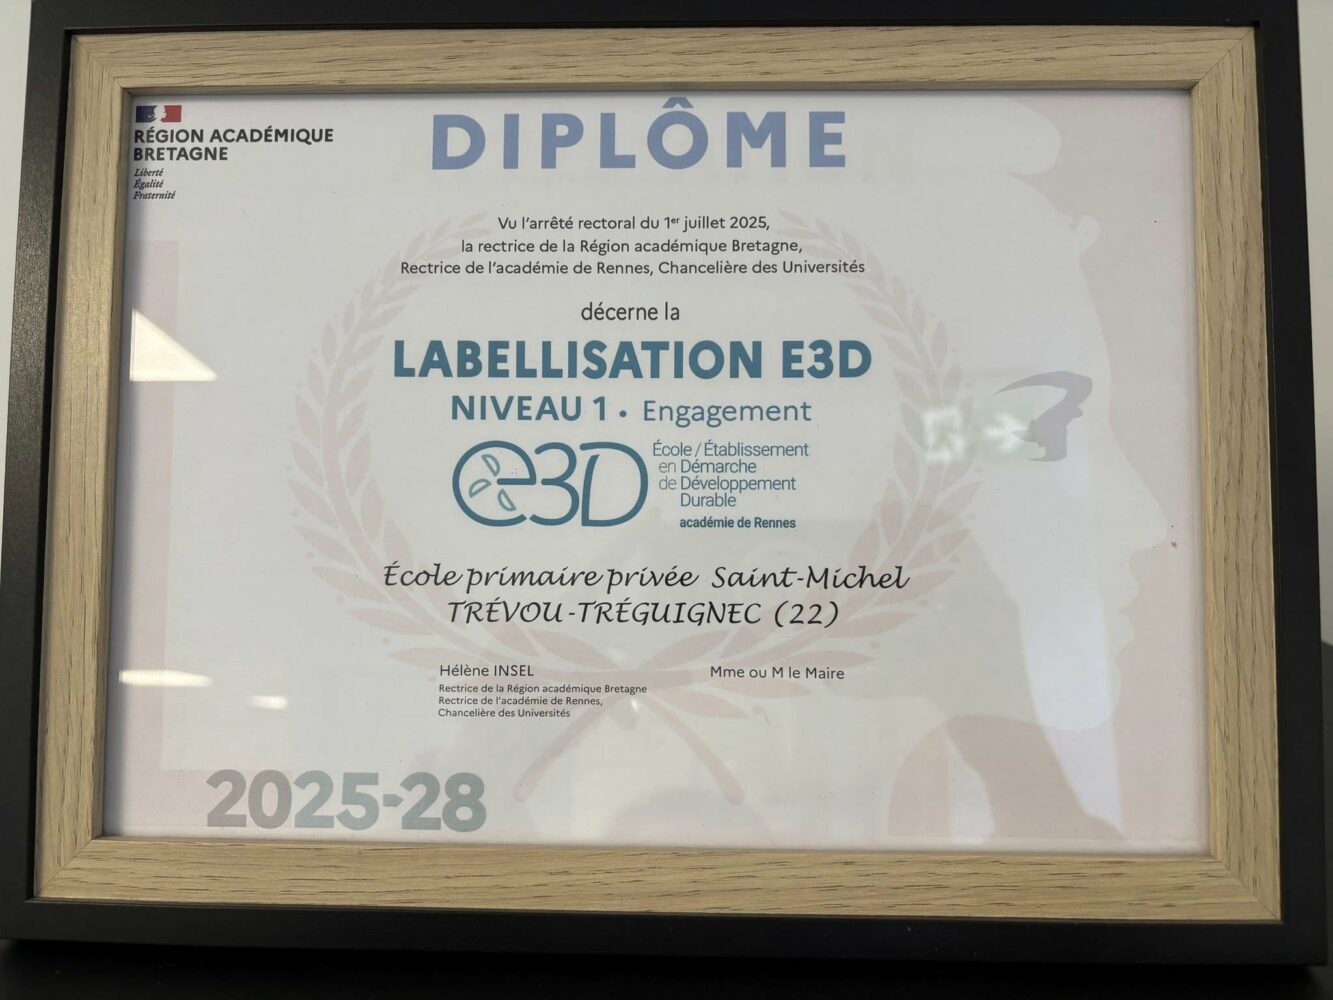 RÉGION ACADÉMIQUE
BRETAGNE
Liberté
Égalité
Fraternité
DIPLÔME
Vu l'arrêté rectoral du 1er juillet 2025,
la rectrice de la Région académique Bretagne,
Rectrice de l'académie de Rennes, Chancelière des Universités
décerne la
LABELLISATION E3D
NIVEAU 1 • Engagement
e3D
École / Établissement
en Démarche
de Développement
Durable
académie de Rennes
École primaire privée Saint-Michel
TRÉVOU-TRÉGUIGNEC (22)
Hélène INSEL
Rectrice de la Région académique Bretagne
Rectrice de l'académie de Rennes,
Chancelière des Universités
Mme ou M le Maire
2025-28